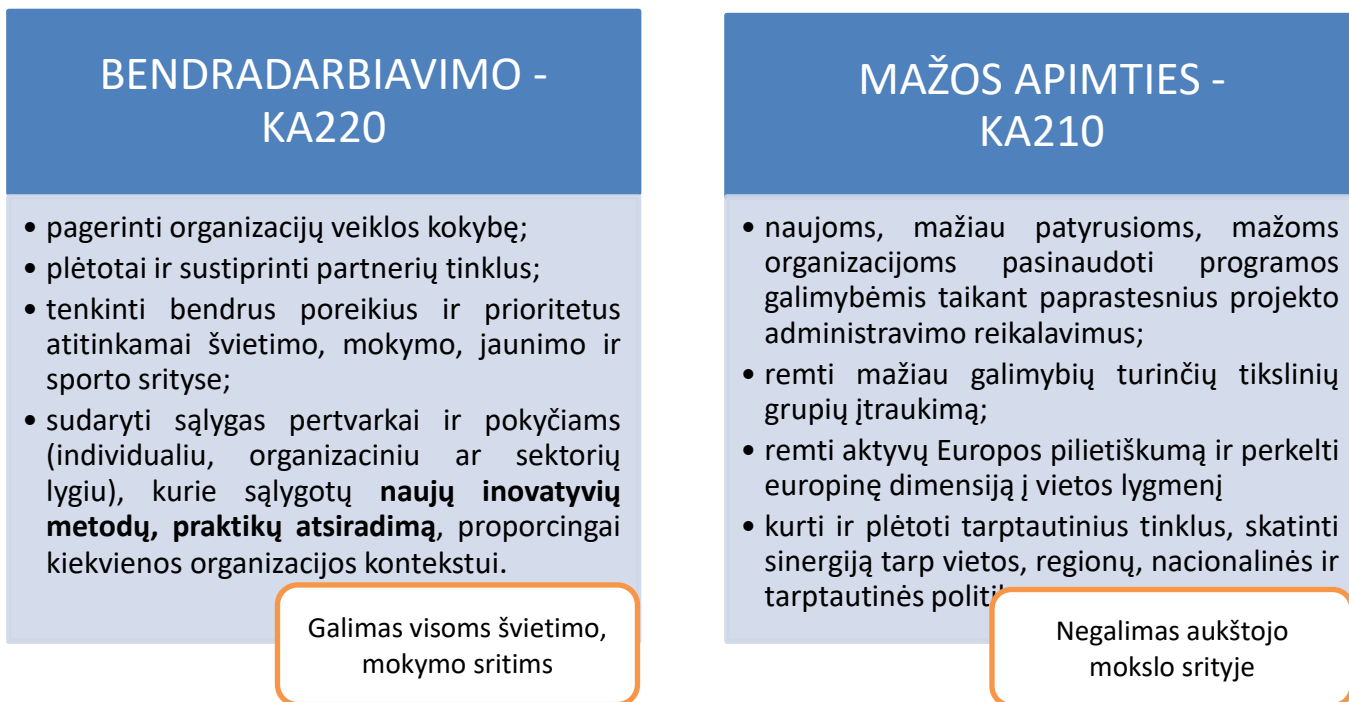 BENDRADARBIAVIMO -
KA220
• pagerinti organizacijų veiklos kokybę;
• plėtotai ir sustiprinti partnerių tinklus;
• tenkinti bendrus poreikius ir prioritetus
atitinkamai švietimo, mokymo, jaunimo ir
sporto srityse;
• sudaryti sąlygas pertvarkai ir pokyčiams
(individualiu, organizaciniu ar sektorių
lygiu), kurie sąlygotų naujų inovatyvių
metodų, praktikų atsiradimą, proporcingai
kiekvienos organizacijos kontekstui.
Galimas visoms švietimo,
mokymo sritims
MAŽOS APIMTIES -
KA210
• naujoms, mažiau patyrusioms, mažoms
organizacijoms pasinaudoti programos
galimybėmis taikant paprastesnius projekto
administravimo reikalavimus;
• remti mažiau galimybių turinčių tikslinių
grupių įtraukimą;
• remti aktyvų Europos pilietiškumą ir perkelti
europinę dimensiją į vietos lygmenį
• kurti ir plėtoti tarptautinius tinklus, skatinti
sinergiją tarp vietos, regionų, nacionalinės ir
tarptautinės
Negalimas aukštojo
mokslo srityje